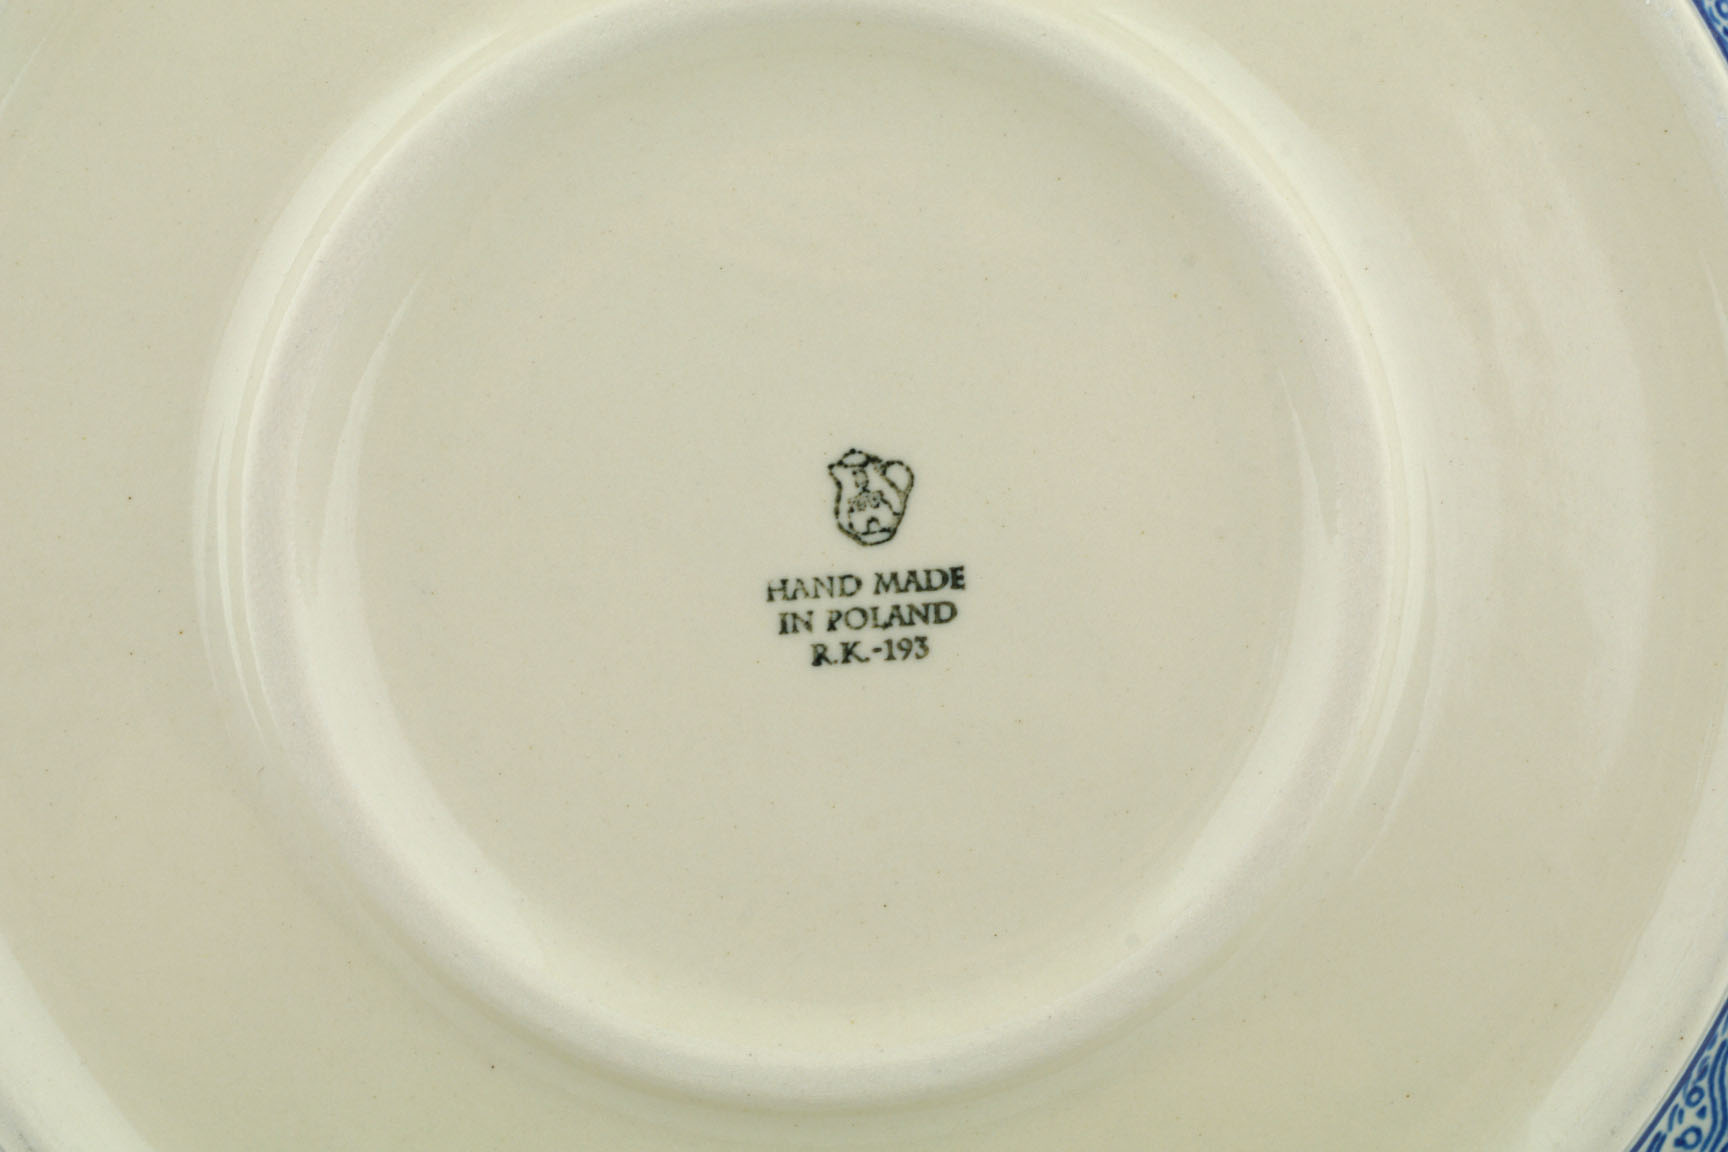 HAND MADE
IN POLAND
R.K.-193